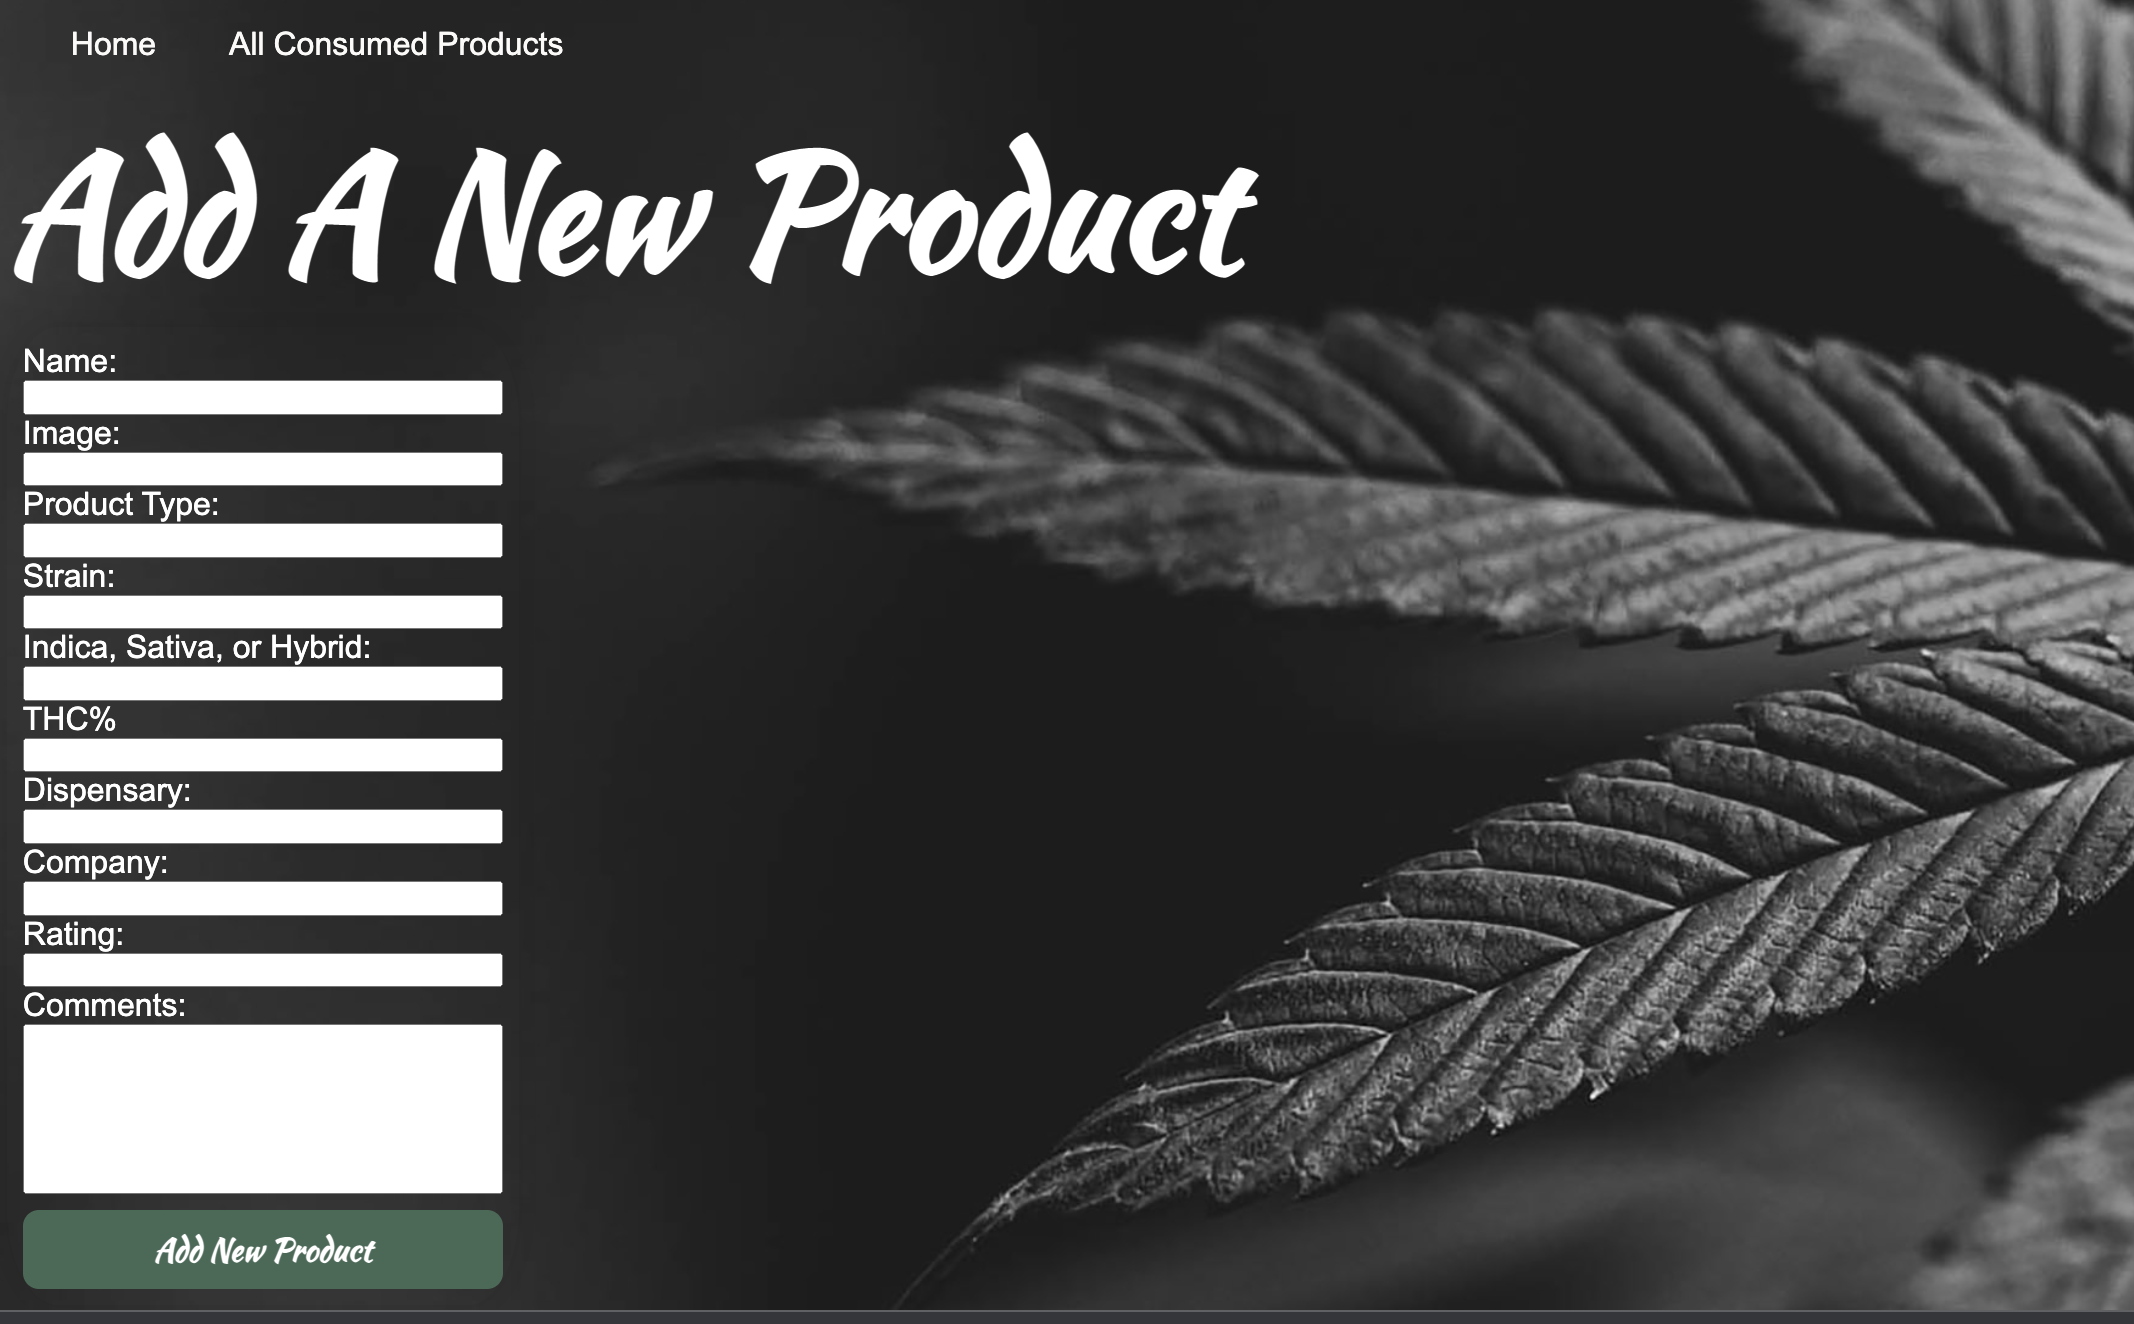 Home All Consumed Products
Add A New Product
Name:
Image:
Product Type:
Strain:
Indica, Sativa, or Hybrid:
THC%
Dispensary:
Company:
Rating:
Comments:
Add New Product